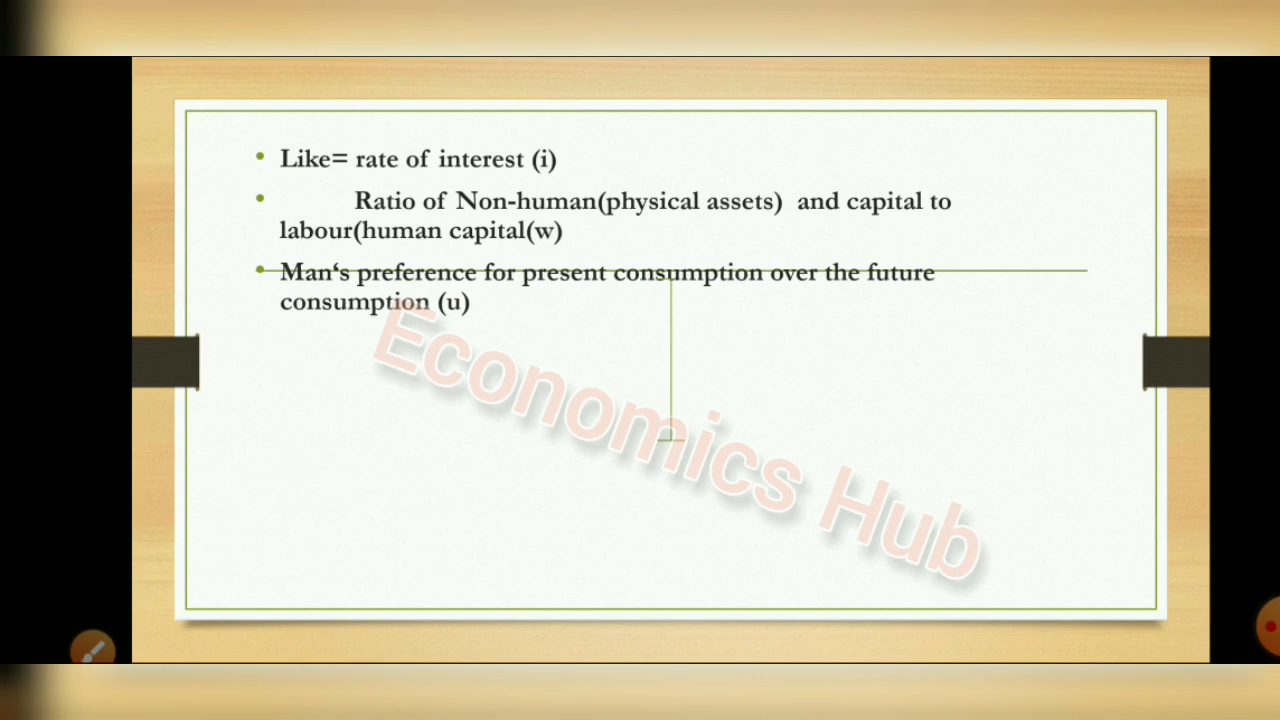 Like= rate of interest (i)
Ratio of Non-human(physical assets)  and capital to
labour(human capital(w)
Man‘s preference for present consumption over the future
consumption (u)
Economics Hub